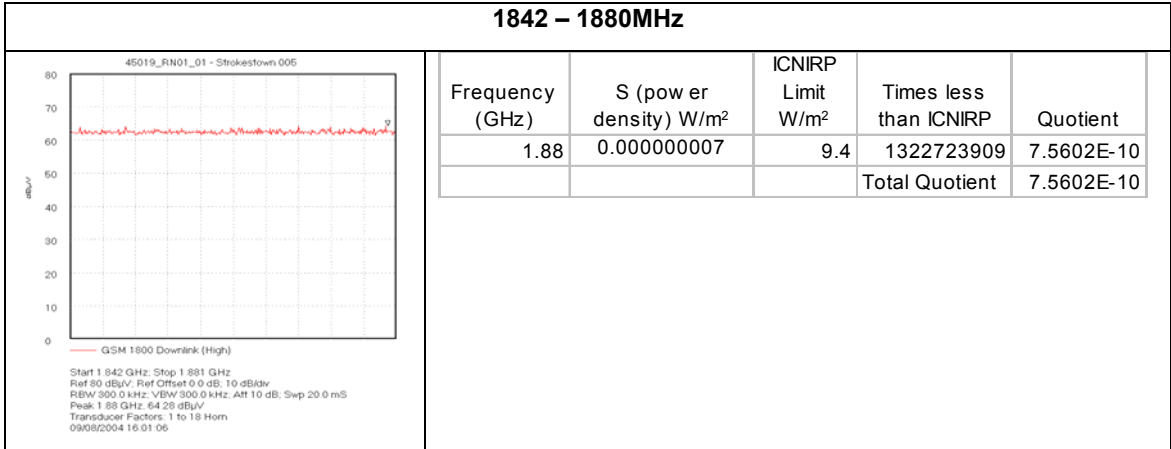 1842 – 1880MHz
45019_RN01_01 - Strokestown 005
80
70
60
50
40
30
20
10
0
dBµV
GSM 1800 Downlink (High)
Start 1.842 GHz; Stop 1.881 GHz
Ref 80 dBµV; Ref Offset 0.0 dB; 10 dB/div
RBW 300.0 kHz; VBW 300.0 kHz; Att 10 dB; Swp 20.0 mS
Peak 1.88 GHz, 64.28 dBµV
Transducer Factors: 1 to 18 Horn
09/08/2004 16:01:06
Frequency (GHz) S (pow er density) W/m² ICNIRP Limit W/m² Times less than ICNIRP Quotient
1.88 0.000000007 9.4 1322723909 7.5602E-10
Total Quotient 7.5602E-10